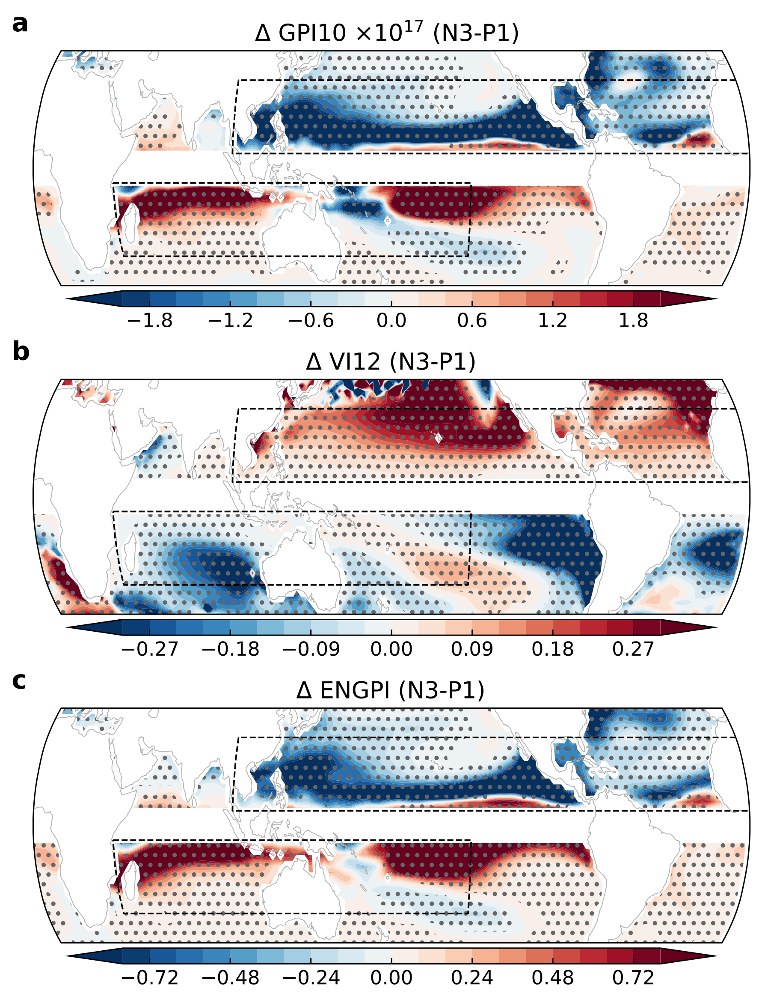 a
Δ GPI10 ×10¹⁷ (N3-P1)
−1.8 −1.2 −0.6 0.0 0.6 1.2 1.8
b
Δ VI12 (N3-P1)
−0.27 −0.18 −0.09 0.00 0.09 0.18 0.27
c
Δ ENGPI (N3-P1)
−0.72 −0.48 −0.24 0.00 0.24 0.48 0.72